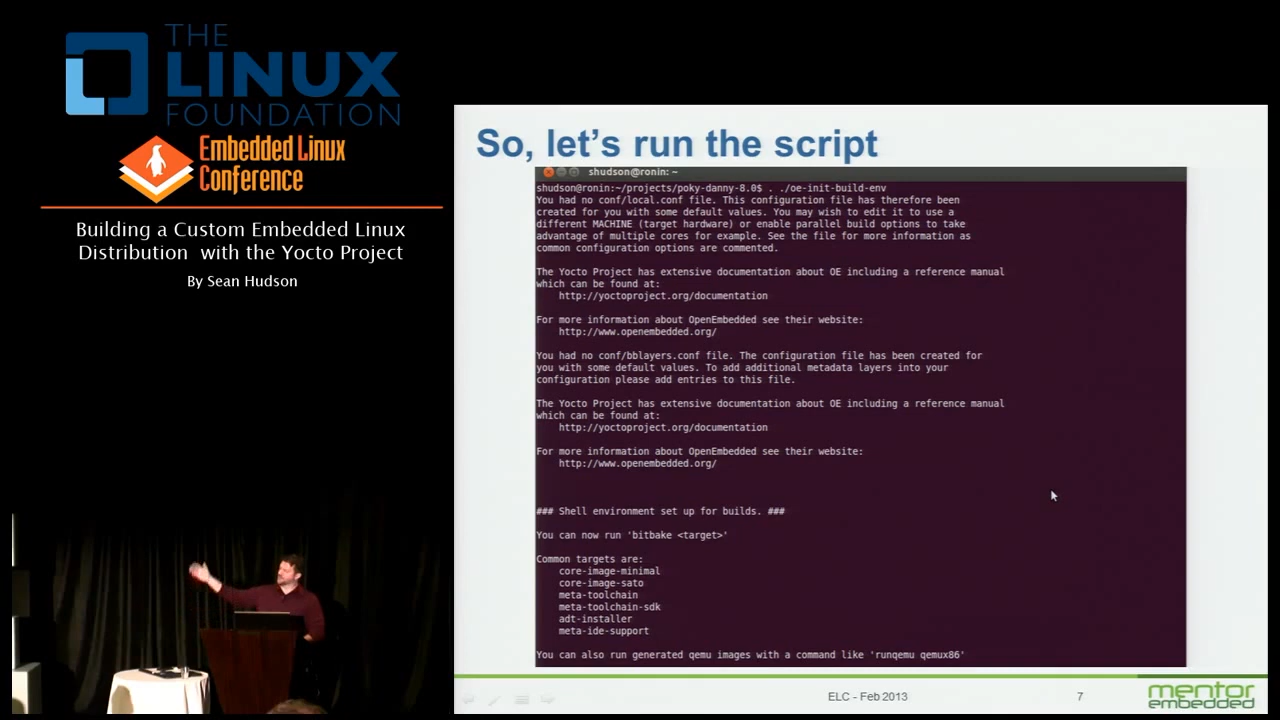 THE
LINUX
FOUNDATION
Embedded Linux
Conference
Building a Custom Embedded Linux
Distribution with the Yocto Project
By Sean Hudson
So, let's run the script
shudson@ronin: ~
shudson@ronin:~/projects/poky-danny-8.0$ . ./oe-init-build-env
You had no conf/local.conf file. This configuration file has therefore been
created for you with some default values. You may wish to edit it to use a
different MACHINE (target hardware) or enable parallel build options to take
advantage of multiple cores for example. See the file for more information as
common configuration options are commented.
The Yocto Project has extensive documentation about OE including a reference manual
which can be found at:
http://yoctoproject.org/documentation
For more information about OpenEmbedded see their website:
http://www.openembedded.org/
You had no conf/bblayers.conf file. The configuration file has been created for
you with some default values. To add additional metadata layers into your
configuration please add entries to this file.
The Yocto Project has extensive documentation about OE including a reference manual
which can be found at:
http://yoctoproject.org/documentation
For more information about OpenEmbedded see their website:
http://www.openembedded.org/
### Shell environment set up for builds. ###
You can now run 'bitbake <target>'
Common targets are:
core-image-minimal
core-image-sato
meta-toolchain
meta-toolchain-sdk
adt-installer
meta-ide-support
You can also run generated qemu images with a command like 'runqemu qemux86'
ELC - Feb 2013
7
mentor
embedded